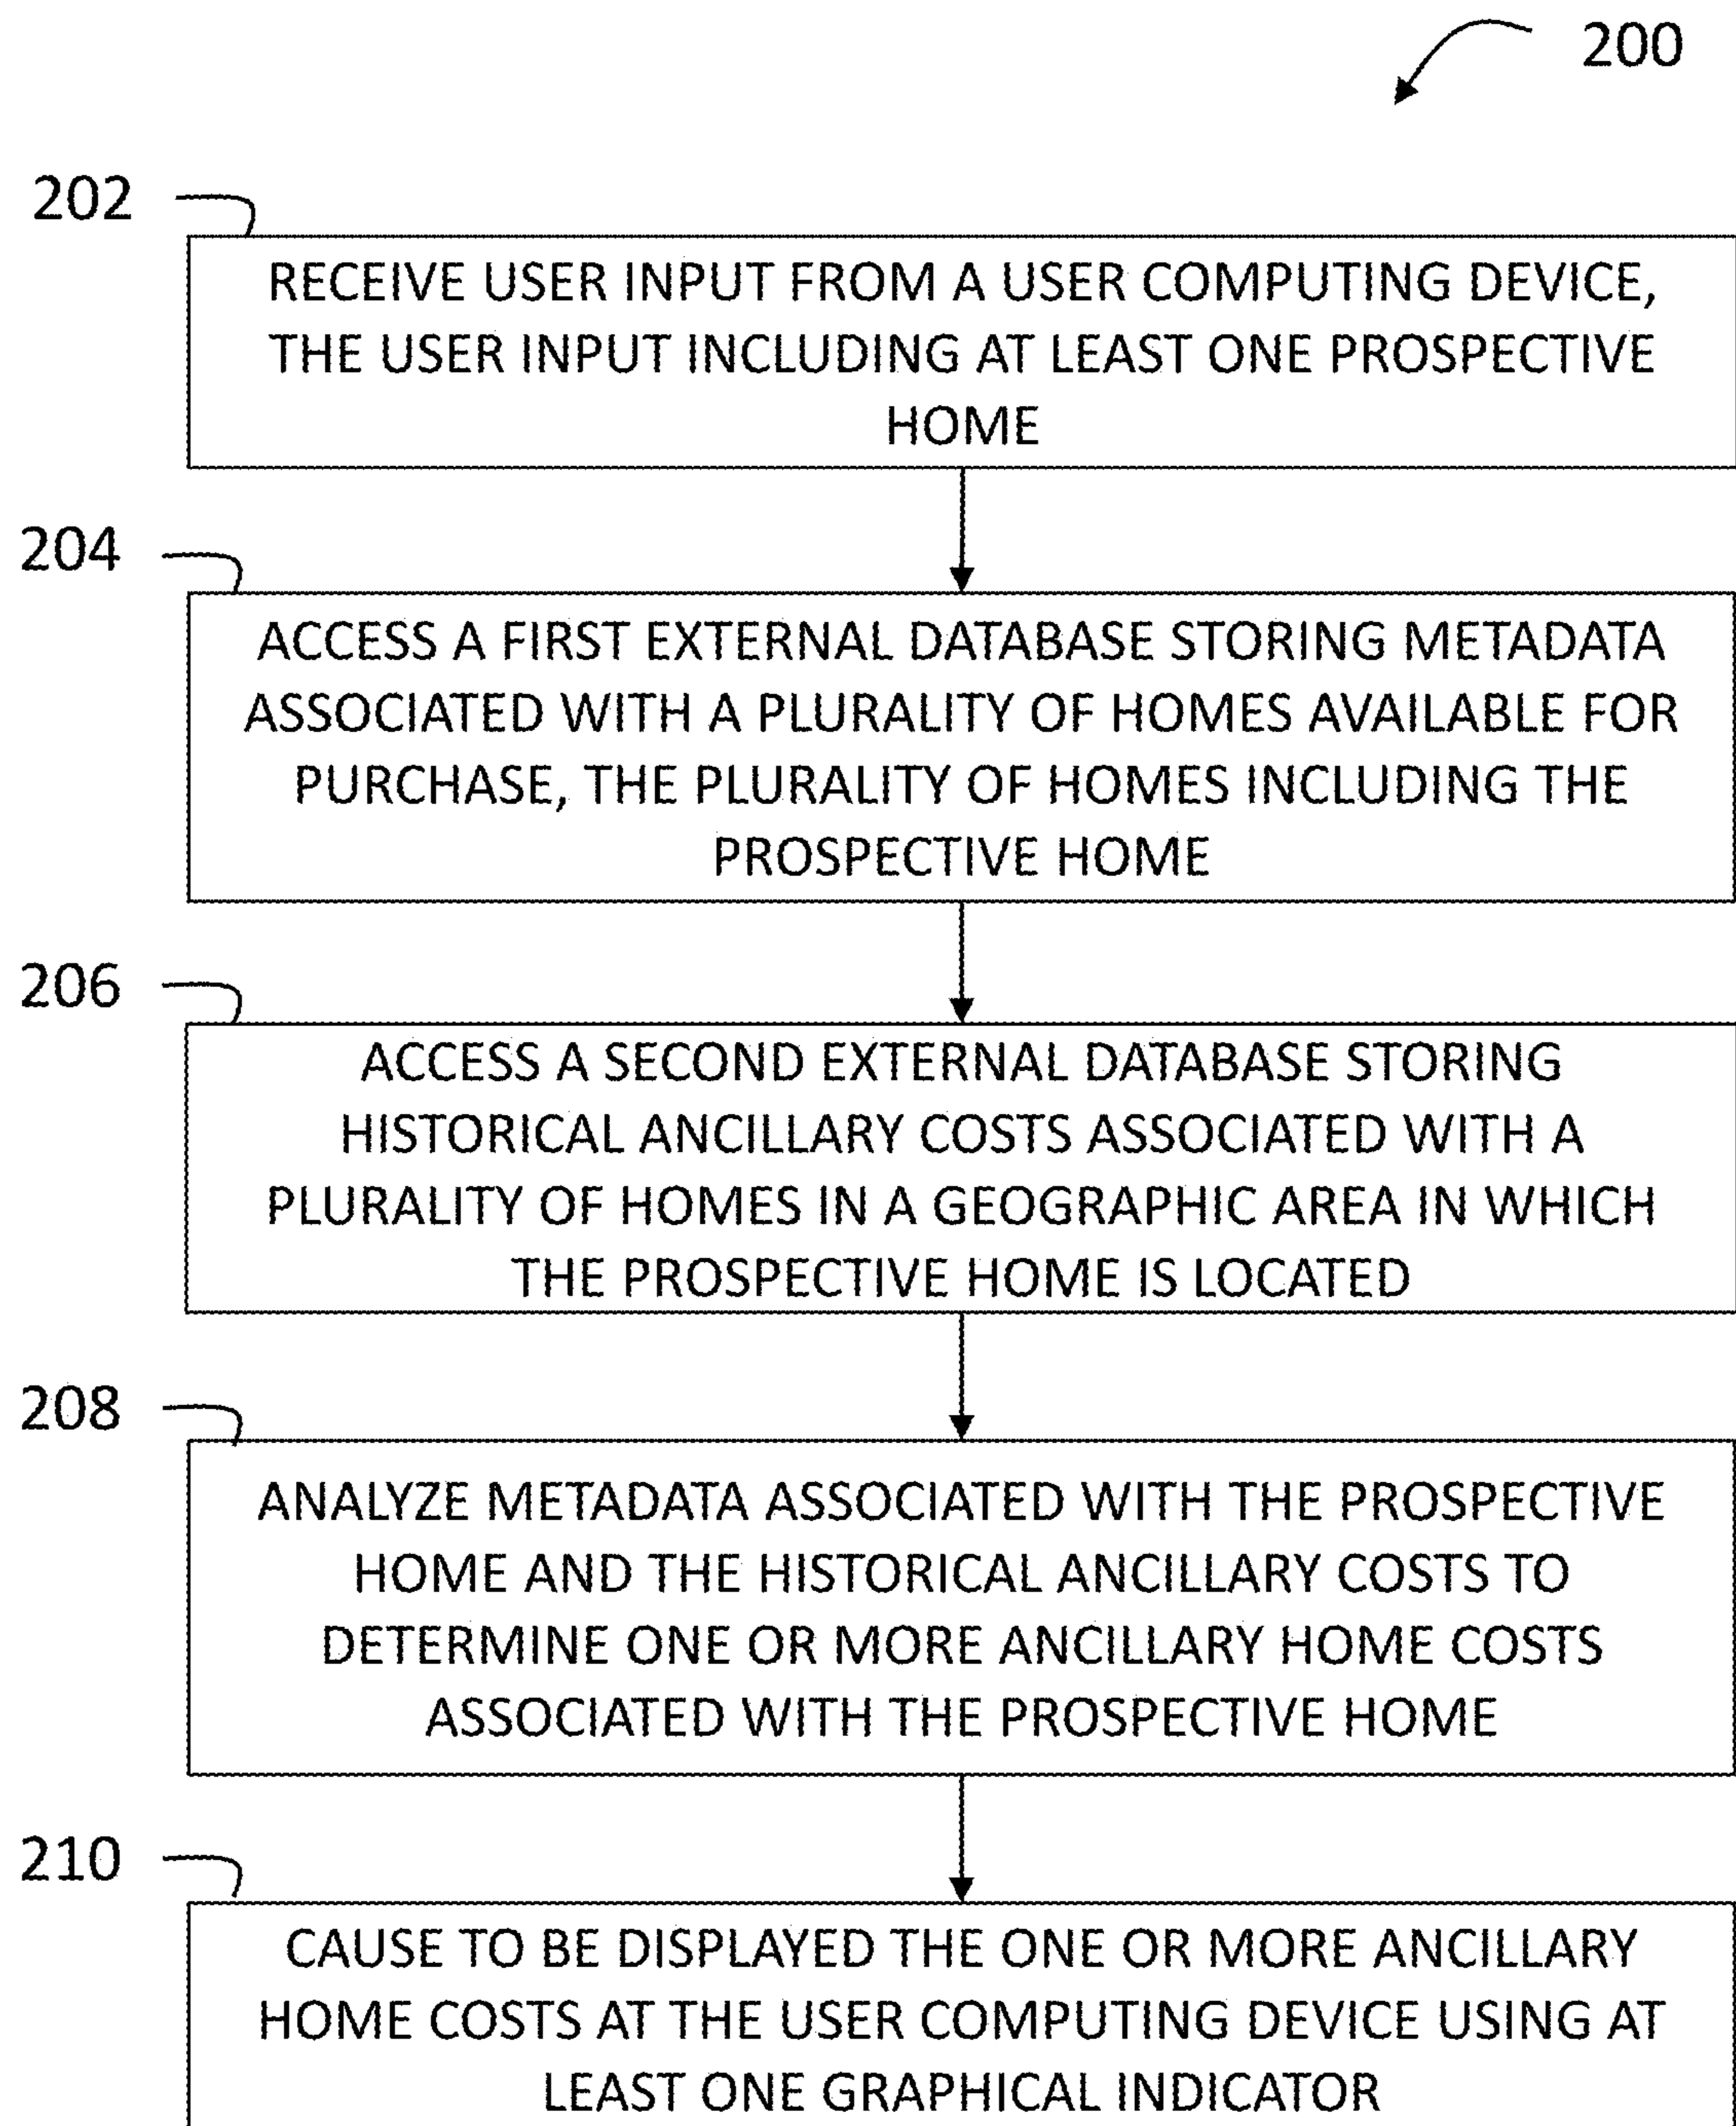 200
202
RECEIVE USER INPUT FROM A USER COMPUTING DEVICE,
THE USER INPUT INCLUDING AT LEAST ONE PROSPECTIVE
HOME
204
ACCESS A FIRST EXTERNAL DATABASE STORING METADATA
ASSOCIATED WITH A PLURALITY OF HOMES AVAILABLE FOR
PURCHASE, THE PLURALITY OF HOMES INCLUDING THE
PROSPECTIVE HOME
206
ACCESS A SECOND EXTERNAL DATABASE STORING
HISTORICAL ANCILLARY COSTS ASSOCIATED WITH A
PLURALITY OF HOMES IN A GEOGRAPHIC AREA IN WHICH
THE PROSPECTIVE HOME IS LOCATED
208
ANALYZE METADATA ASSOCIATED WITH THE PROSPECTIVE
HOME AND THE HISTORICAL ANCILLARY COSTS TO
DETERMINE ONE OR MORE ANCILLARY HOME COSTS
ASSOCIATED WITH THE PROSPECTIVE HOME
210
CAUSE TO BE DISPLAYED THE ONE OR MORE ANCILLARY
HOME COSTS AT THE USER COMPUTING DEVICE USING AT
LEAST ONE GRAPHICAL INDICATOR